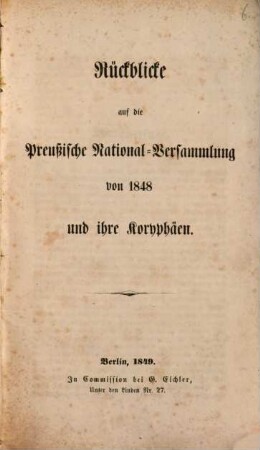 6.
Rückblicke
auf die
Preußische National=Versammlung
von 1848
und ihre Koryphäen.
Berlin, 1849.
In Commission bei G. Eichler,
Unter den Linden Nr. 27.